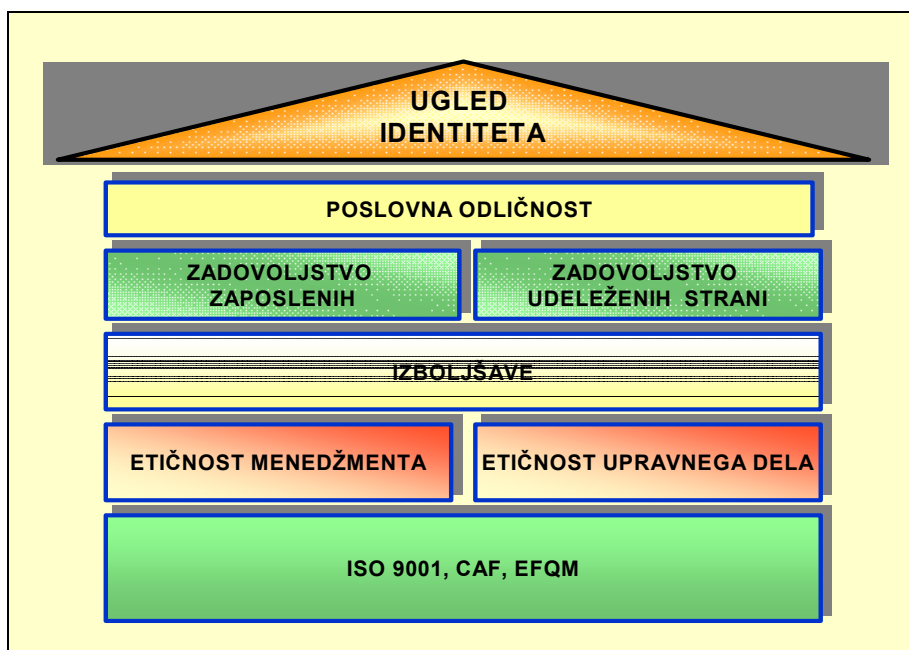 UGLED
IDENTITETA
POSLOVNA ODLIČNOST
ZADOVOLJSTVO
ZAPOSLENIH
ZADOVOLJSTVO
UDELEŽENIH STRANI
IZBOLJŠAVE
ETIČNOST MENEDŽMENTA
ETIČNOST UPRAVNEGA DELA
ISO 9001, CAF, EFQM